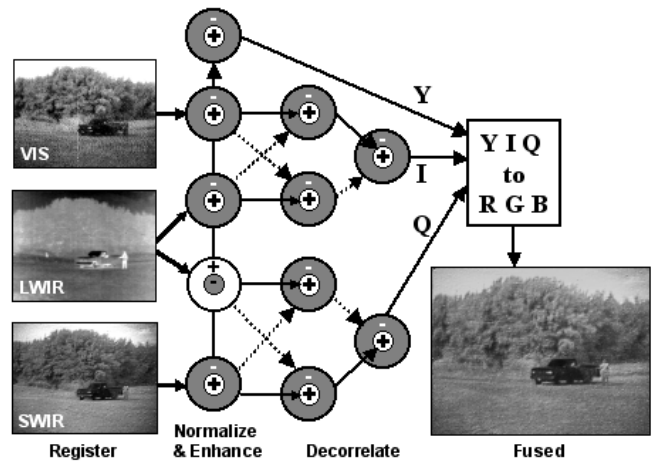 VIS
LWIR
SWIR
Y
I
Q
Y I Q
to
R G B
Register
Normalize
& Enhance
Decorrelate
Fused